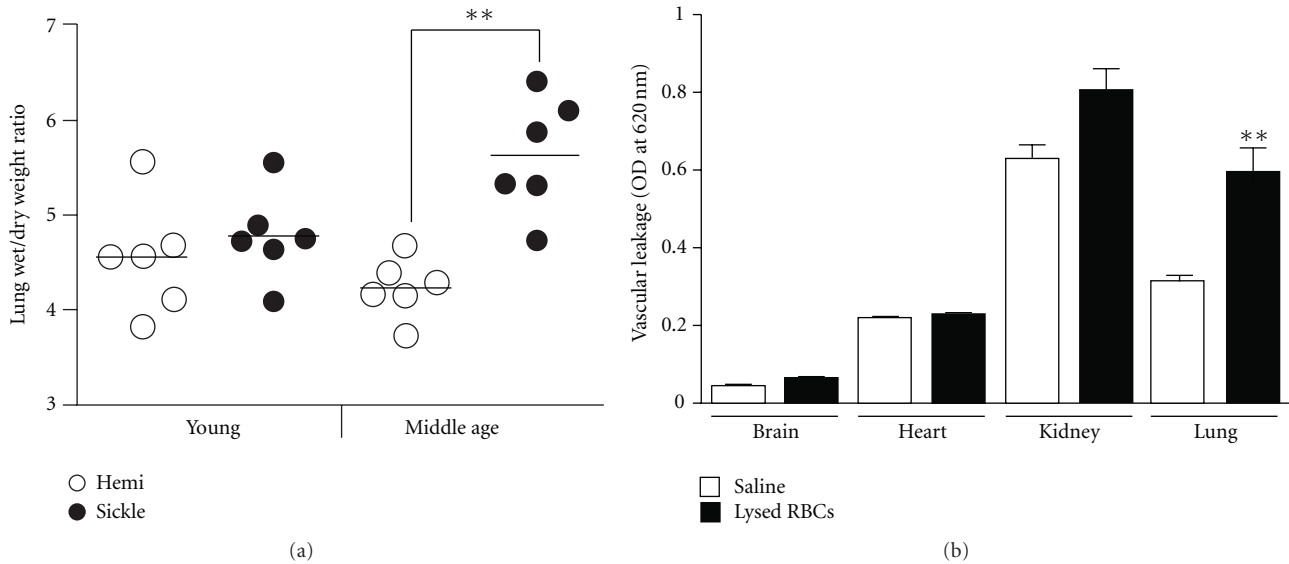 Lung wet/dry weight ratio
7
6
5
4
3
**
Young
Middle age
Hemi
Sickle
(a)
Vascular leakage (OD at 620 nm)
1
0.8
0.6
0.4
0.2
0
**
Brain
Heart
Kidney
Lung
Saline
Lysed RBCs
(b)